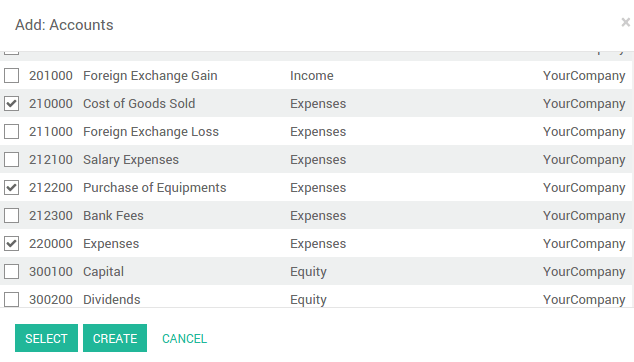 Add: Accounts ×
201000 Foreign Exchange Gain Income YourCompany
210000 Cost of Goods Sold Expenses YourCompany
211000 Foreign Exchange Loss Expenses YourCompany
212100 Salary Expenses Expenses YourCompany
212200 Purchase of Equipments Expenses YourCompany
212300 Bank Fees Expenses YourCompany
220000 Expenses Expenses YourCompany
300100 Capital Equity YourCompany
300200 Dividends Equity YourCompany
SELECT CREATE CANCEL